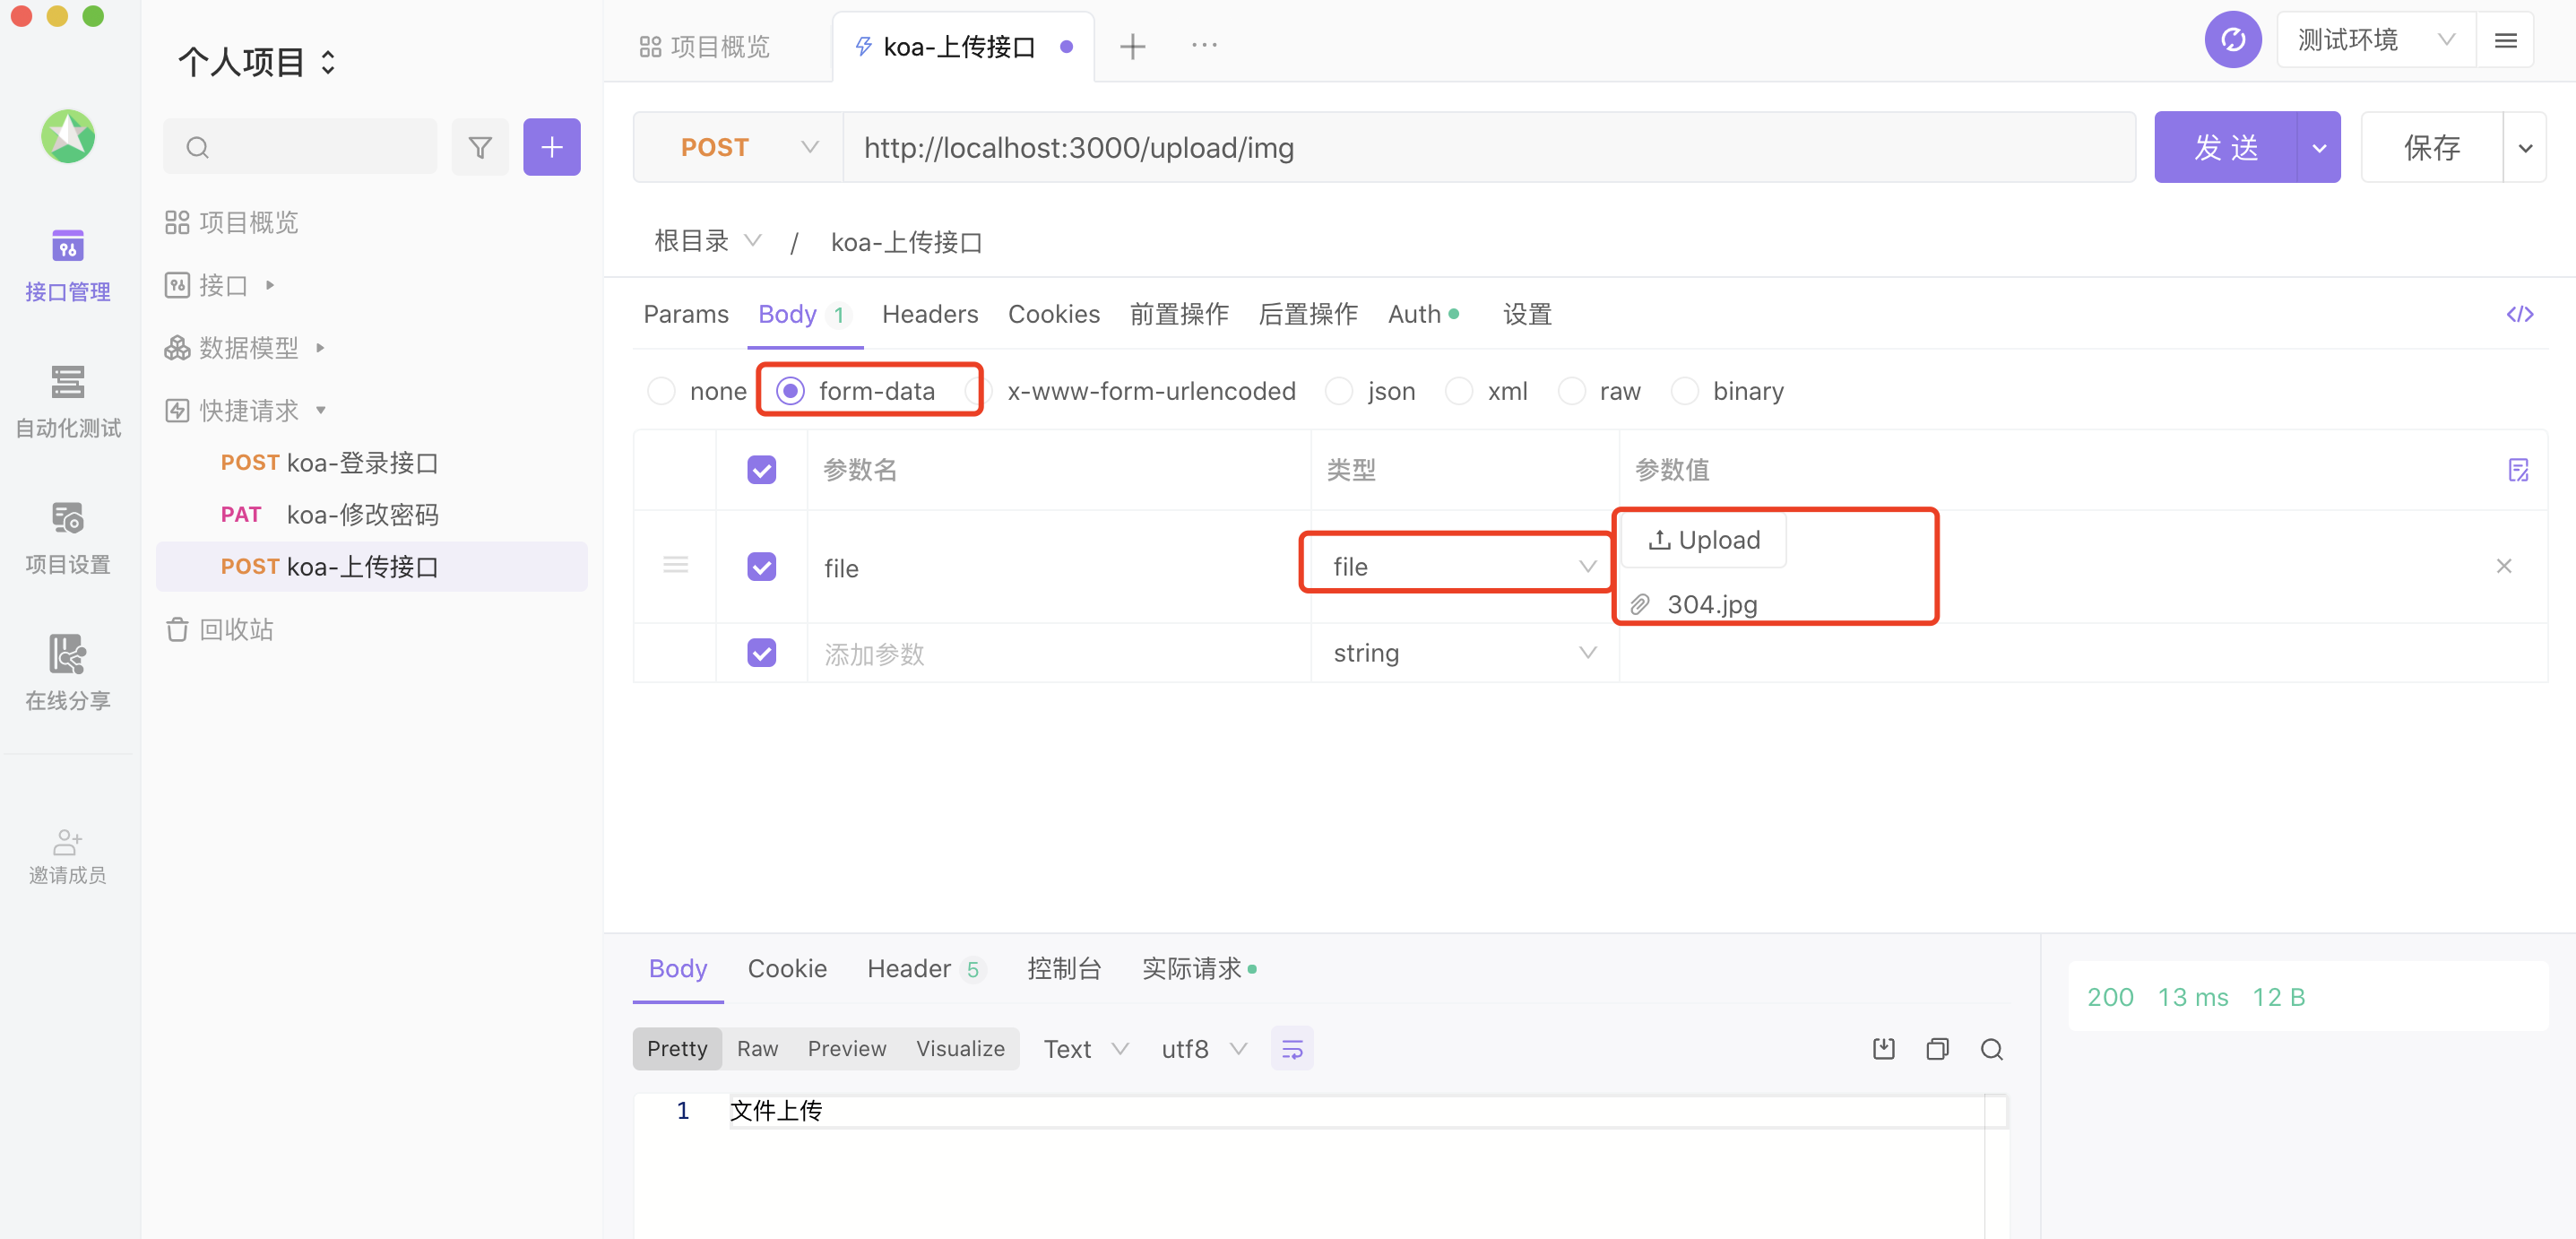 个人项目
接口管理
自动化测试
项目设置
在线分享
邀请成员
项目概览
接口
数据模型
快捷请求
POST koa-登录接口
PAT koa-修改密码
POST koa-上传接口
回收站
项目概览
koa-上传接口
测试环境
POST http://localhost:3000/upload/img
发 送
保存
根目录 / koa-上传接口
Params Body 1 Headers Cookies 前置操作 后置操作 Auth 设置
none form-data x-www-form-urlencoded json xml raw binary
参数名 类型 参数值
file file Upload
304.jpg
添加参数 string
Body Cookie Header 5 控制台 实际请求
200 13 ms 12 B
Pretty Raw Preview Visualize Text utf8
1 文件上传